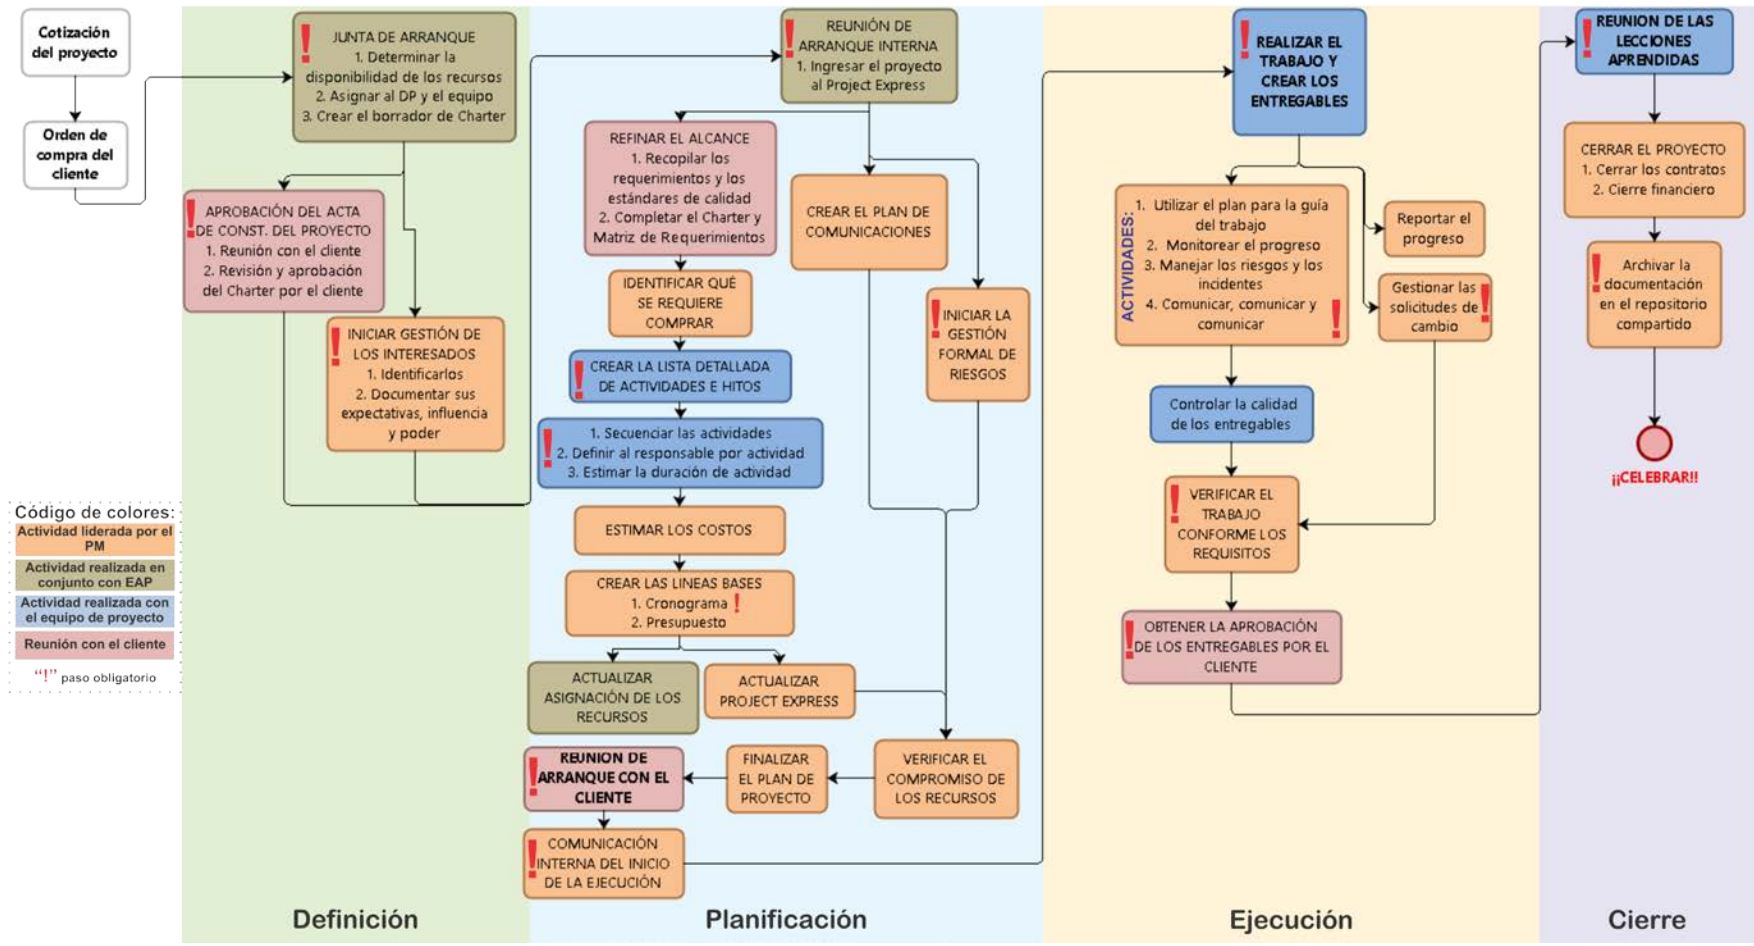 Cotización
del proyecto
Orden de
compra del
cliente
Código de colores:
Actividad liderada por el
PM
Actividad realizada en
conjunto con EAP
Actividad realizada con
el equipo de proyecto
Reunión con el cliente
“!” paso obligatorio
! JUNTA DE ARRANQUE
1. Determinar la
disponibilidad de los recursos
2. Asignar al DP y el equipo
3. Crear el borrador de Charter
! APROBACIÓN DEL ACTA
DE CONST. DEL PROYECTO
1. Reunión con el cliente
2. Revisión y aprobación
del Charter por el cliente
! INICIAR GESTIÓN DE
LOS INTERESADOS
1. Identificarlos
2. Documentar sus
expectativas, influencia
y poder
Definición
! REUNIÓN DE
ARRANQUE INTERNA
1. Ingresar el proyecto
al Project Express
REFINAR EL ALCANCE
1. Recopilar los
requerimientos y los
estándares de calidad
2. Completar el Charter y
Matriz de Requerimientos
CREAR EL PLAN DE
COMUNICACIONES
IDENTIFICAR QUÉ
SE REQUIERE
COMPRAR
! INICIAR LA
GESTIÓN
FORMAL DE
RIESGOS
! CREAR LA LISTA DETALLADA
DE ACTIVIDADES E HITOS
! 1. Secuenciar las actividades
2. Definir al responsable por actividad
3. Estimar la duración de actividad
ESTIMAR LOS COSTOS
CREAR LAS LINEAS BASES
1. Cronograma !
2. Presupuesto
ACTUALIZAR
ASIGNACIÓN DE LOS
RECURSOS
ACTUALIZAR
PROJECT EXPRESS
VERIFICAR EL
COMPROMISO DE
LOS RECURSOS
FINALIZAR
EL PLAN DE
PROYECTO
! REUNION DE
ARRANQUE CON EL
CLIENTE
! COMUNICACIÓN
INTERNA DEL INICIO
DE LA EJECUCIÓN
Planificación
! REALIZAR EL
TRABAJO Y
CREAR LOS
ENTREGABLES
ACTIVIDADES:
1. Utilizar el plan para la guía
del trabajo
2. Monitorear el progreso
3. Manejar los riesgos y los
incidentes
4. Comunicar, comunicar y
comunicar !
Reportar el
progreso
Gestionar las
solicitudes de
cambio !
Controlar la calidad
de los entregables
! VERIFICAR EL
TRABAJO
CONFORME LOS
REQUISITOS
! OBTENER LA APROBACIÓN
DE LOS ENTREGABLES POR EL
CLIENTE
Ejecución
! REUNION DE LAS
LECCIONES
APRENDIDAS
CERRAR EL PROYECTO
1. Cerrar los contratos
2. Cierre financiero
! Archivar la
documentación
en el repositorio
compartido
¡¡CELEBRAR!!
Cierre